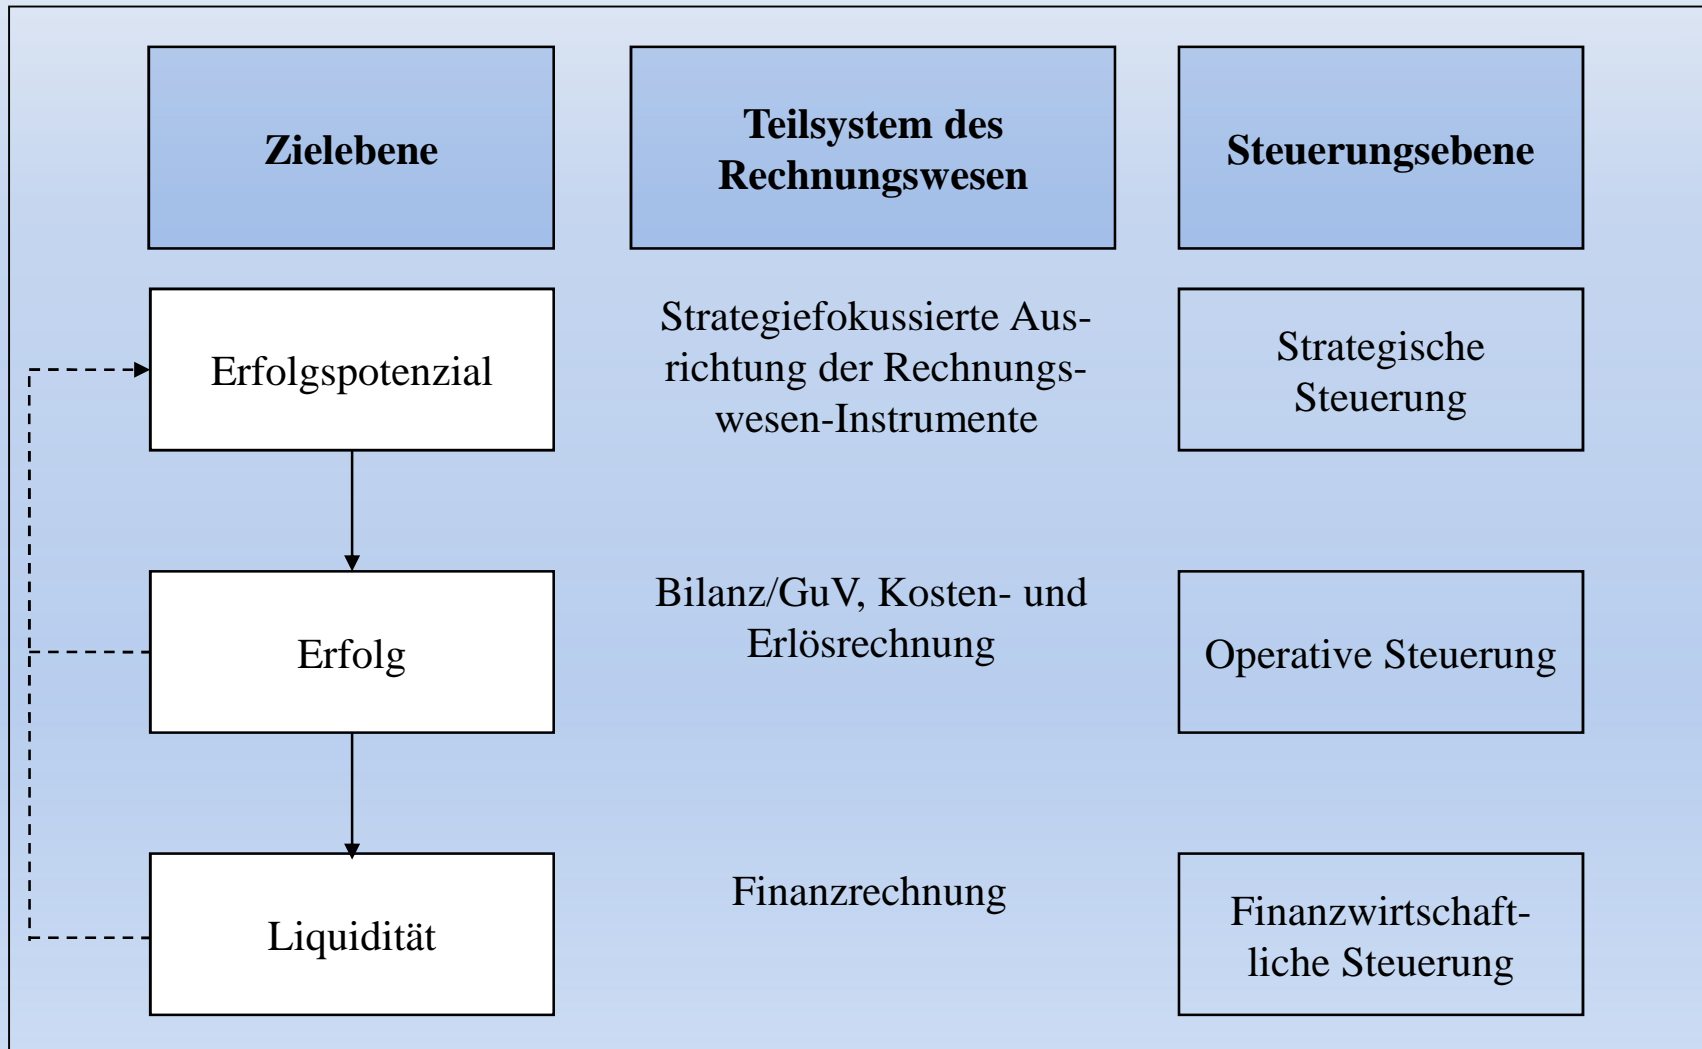 Zielebene
Teilsystem des
Rechnungswesen
Steuerungsebene
Erfolgspotenzial
Strategiefokussierte Aus-
richtung der Rechnungs-
wesen-Instrumente
Strategische
Steuerung
Erfolg
Bilanz/GuV, Kosten- und
Erlösrechnung
Operative Steuerung
Liquidität
Finanzrechnung
Finanzwirtschaft-
liche Steuerung